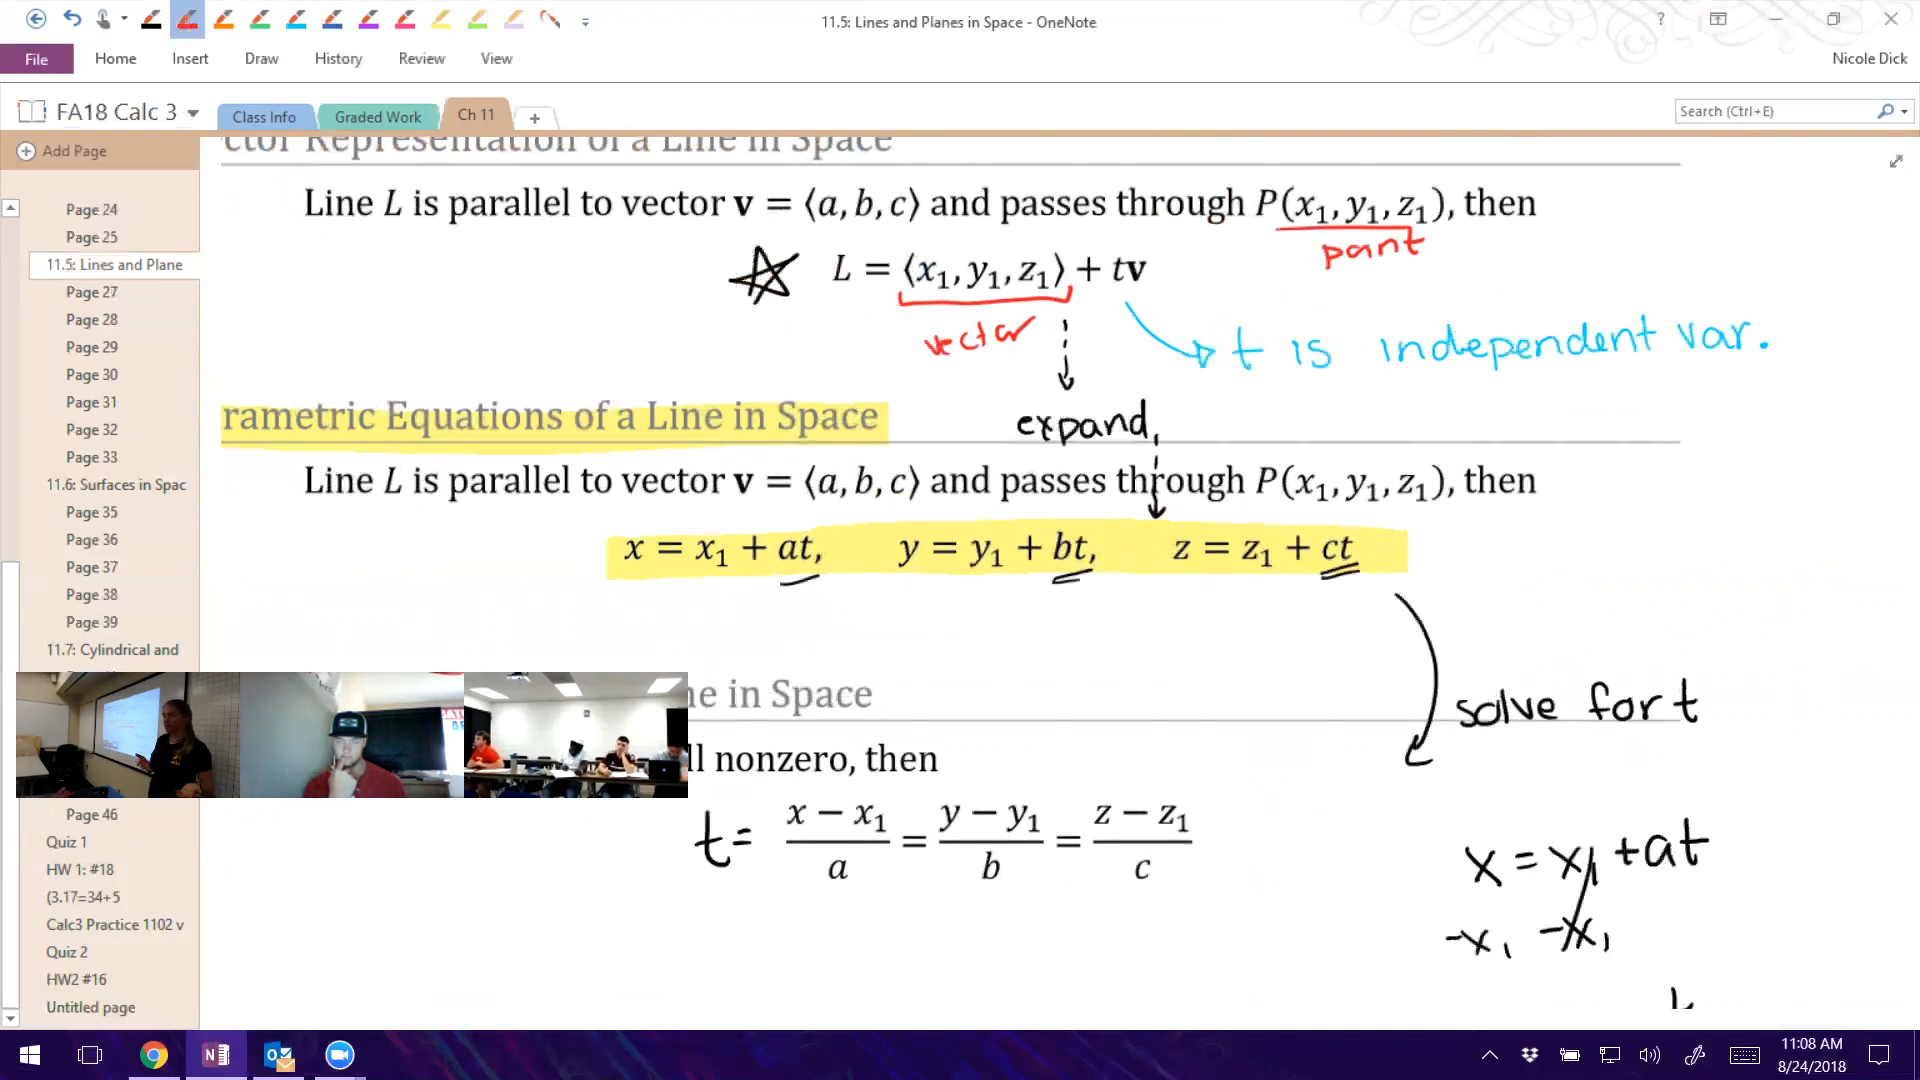 11.5: Lines and Planes in Space - OneNote
?
File
Home
Insert
Draw
History
Review
View
Nicole Dick
FA18 Calc 3
Class Info
Graded Work
Ch 11
Search (Ctrl+E)
Add Page
Page 24
Page 25
11.5: Lines and Plane
Page 27
Page 28
Page 29
Page 30
Page 31
Page 32
Page 33
11.6: Surfaces in Spac
Page 35
Page 36
Page 37
Page 38
Page 39
11.7: Cylindrical and
Page 46
Quiz 1
HW 1: #18
(3.17=34+5
Calc3 Practice 1102 v
Quiz 2
HW2 #16
Untitled page
ctor Representation of a Line in Space
Line L is parallel to vector v = ⟨a, b, c⟩ and passes through P(x₁, y₁, z₁), then
point
L = ⟨x₁, y₁, z₁⟩ + tv
vector
t is independent var.
expand
rametric Equations of a Line in Space
Line L is parallel to vector v = ⟨a, b, c⟩ and passes through P(x₁, y₁, z₁), then
x = x₁ + at, y = y₁ + bt, z = z₁ + ct
solve for t
ne in Space
ll nonzero, then
t = (x − x₁)/a = (y − y₁)/b = (z − z₁)/c
x = x₁ + at
-x₁ -x₁
11:08 AM
8/24/2018